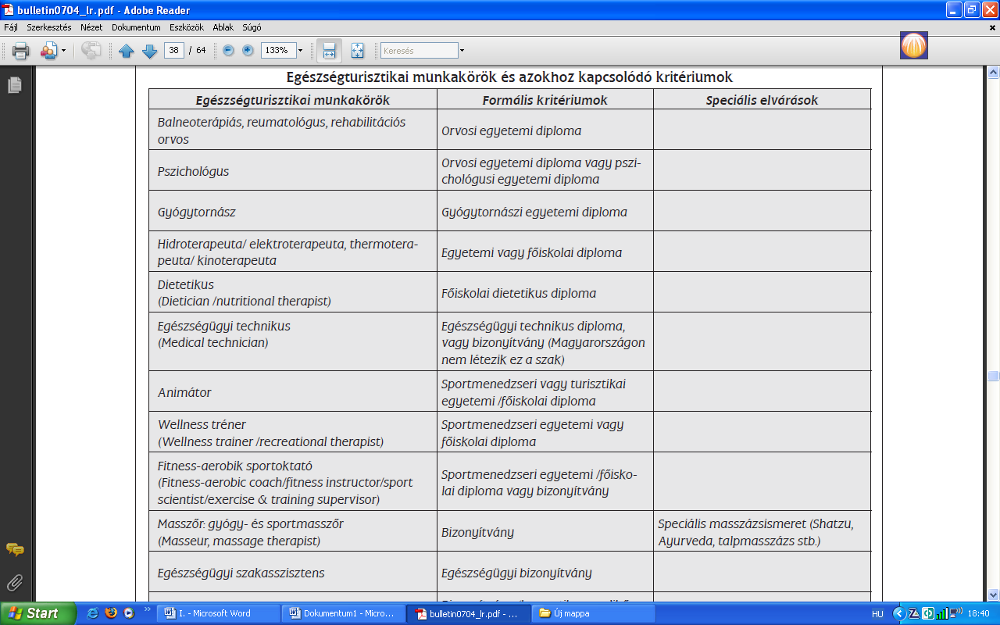 bulletin0704_lr.pdf - Adobe Reader
Fájl Szerkesztés Nézet Dokumentum Eszközök Ablak Súgó
38 / 64 133% Keresés
Egészségturisztikai munkakörök és azokhoz kapcsolódó kritériumok
Egészségturisztikai munkakörök Formális kritériumok Speciális elvárások
Balneoterápiás, reumatológus, rehabilitációs
orvos
Orvosi egyetemi diploma
Pszichológus
Orvosi egyetemi diploma vagy pszi-
chológusi egyetemi diploma
Gyógytornász
Gyógytornászi egyetemi diploma
Hidroterapeuta/ elektroterapeuta, thermotera-
peuta/ kinoterapeuta
Egyetemi vagy főiskolai diploma
Dietetikus
(Dietician /nutritional therapist)
Főiskolai dietetikus diploma
Egészségügyi technikus
(Medical technician)
Egészségügyi technikus diploma,
vagy bizonyítvány (Magyarországon
nem létezik ez a szak)
Animátor
Sportmenedzseri vagy turisztikai
egyetemi /főiskolai diploma
Wellness tréner
(Wellness trainer /recreational therapist)
Sportmenedzseri egyetemi vagy
főiskolai diploma
Fitness-aerobik sportoktató
(Fitness-aerobic coach/fitness instructor/sport
scientist/exercise & training supervisor)
Sportmenedzseri egyetemi /főisko-
lai diploma vagy bizonyítvány
Masszőr: gyógy- és sportmasszőr
(Masseur, massage therapist)
Bizonyítvány
Speciális masszázsismeret (Shatzu,
Ayurveda, talpmasszázs stb.)
Egészségügyi szakasszisztens
Egészségügyi bizonyítvány
Start I. - Microsoft Word Dokumentum1 - Micro... bulletin0704_lr.pdf - ... Új mappa HU 18:40